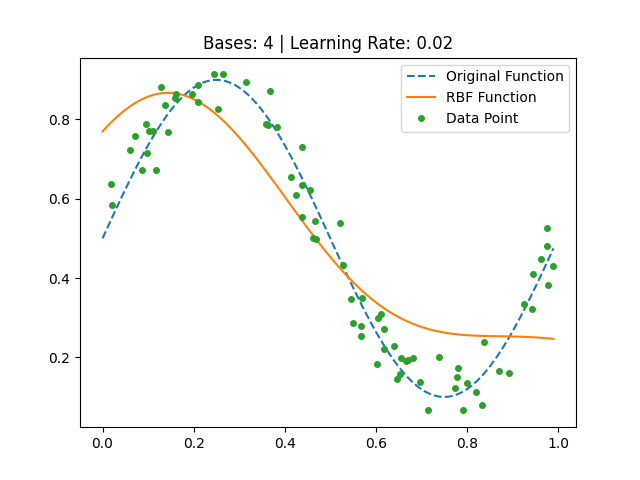 Bases: 4 | Learning Rate: 0.02
Original Function
RBF Function
Data Point
0.8
0.6
0.4
0.2
0.0 0.2 0.4 0.6 0.8 1.0